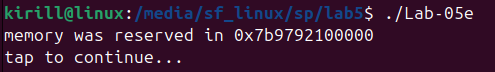 kirill@linux:/media/sf_linux/sp/lab5$ ./Lab-05e
memory was reserved in 0x7b9792100000
tap to continue...